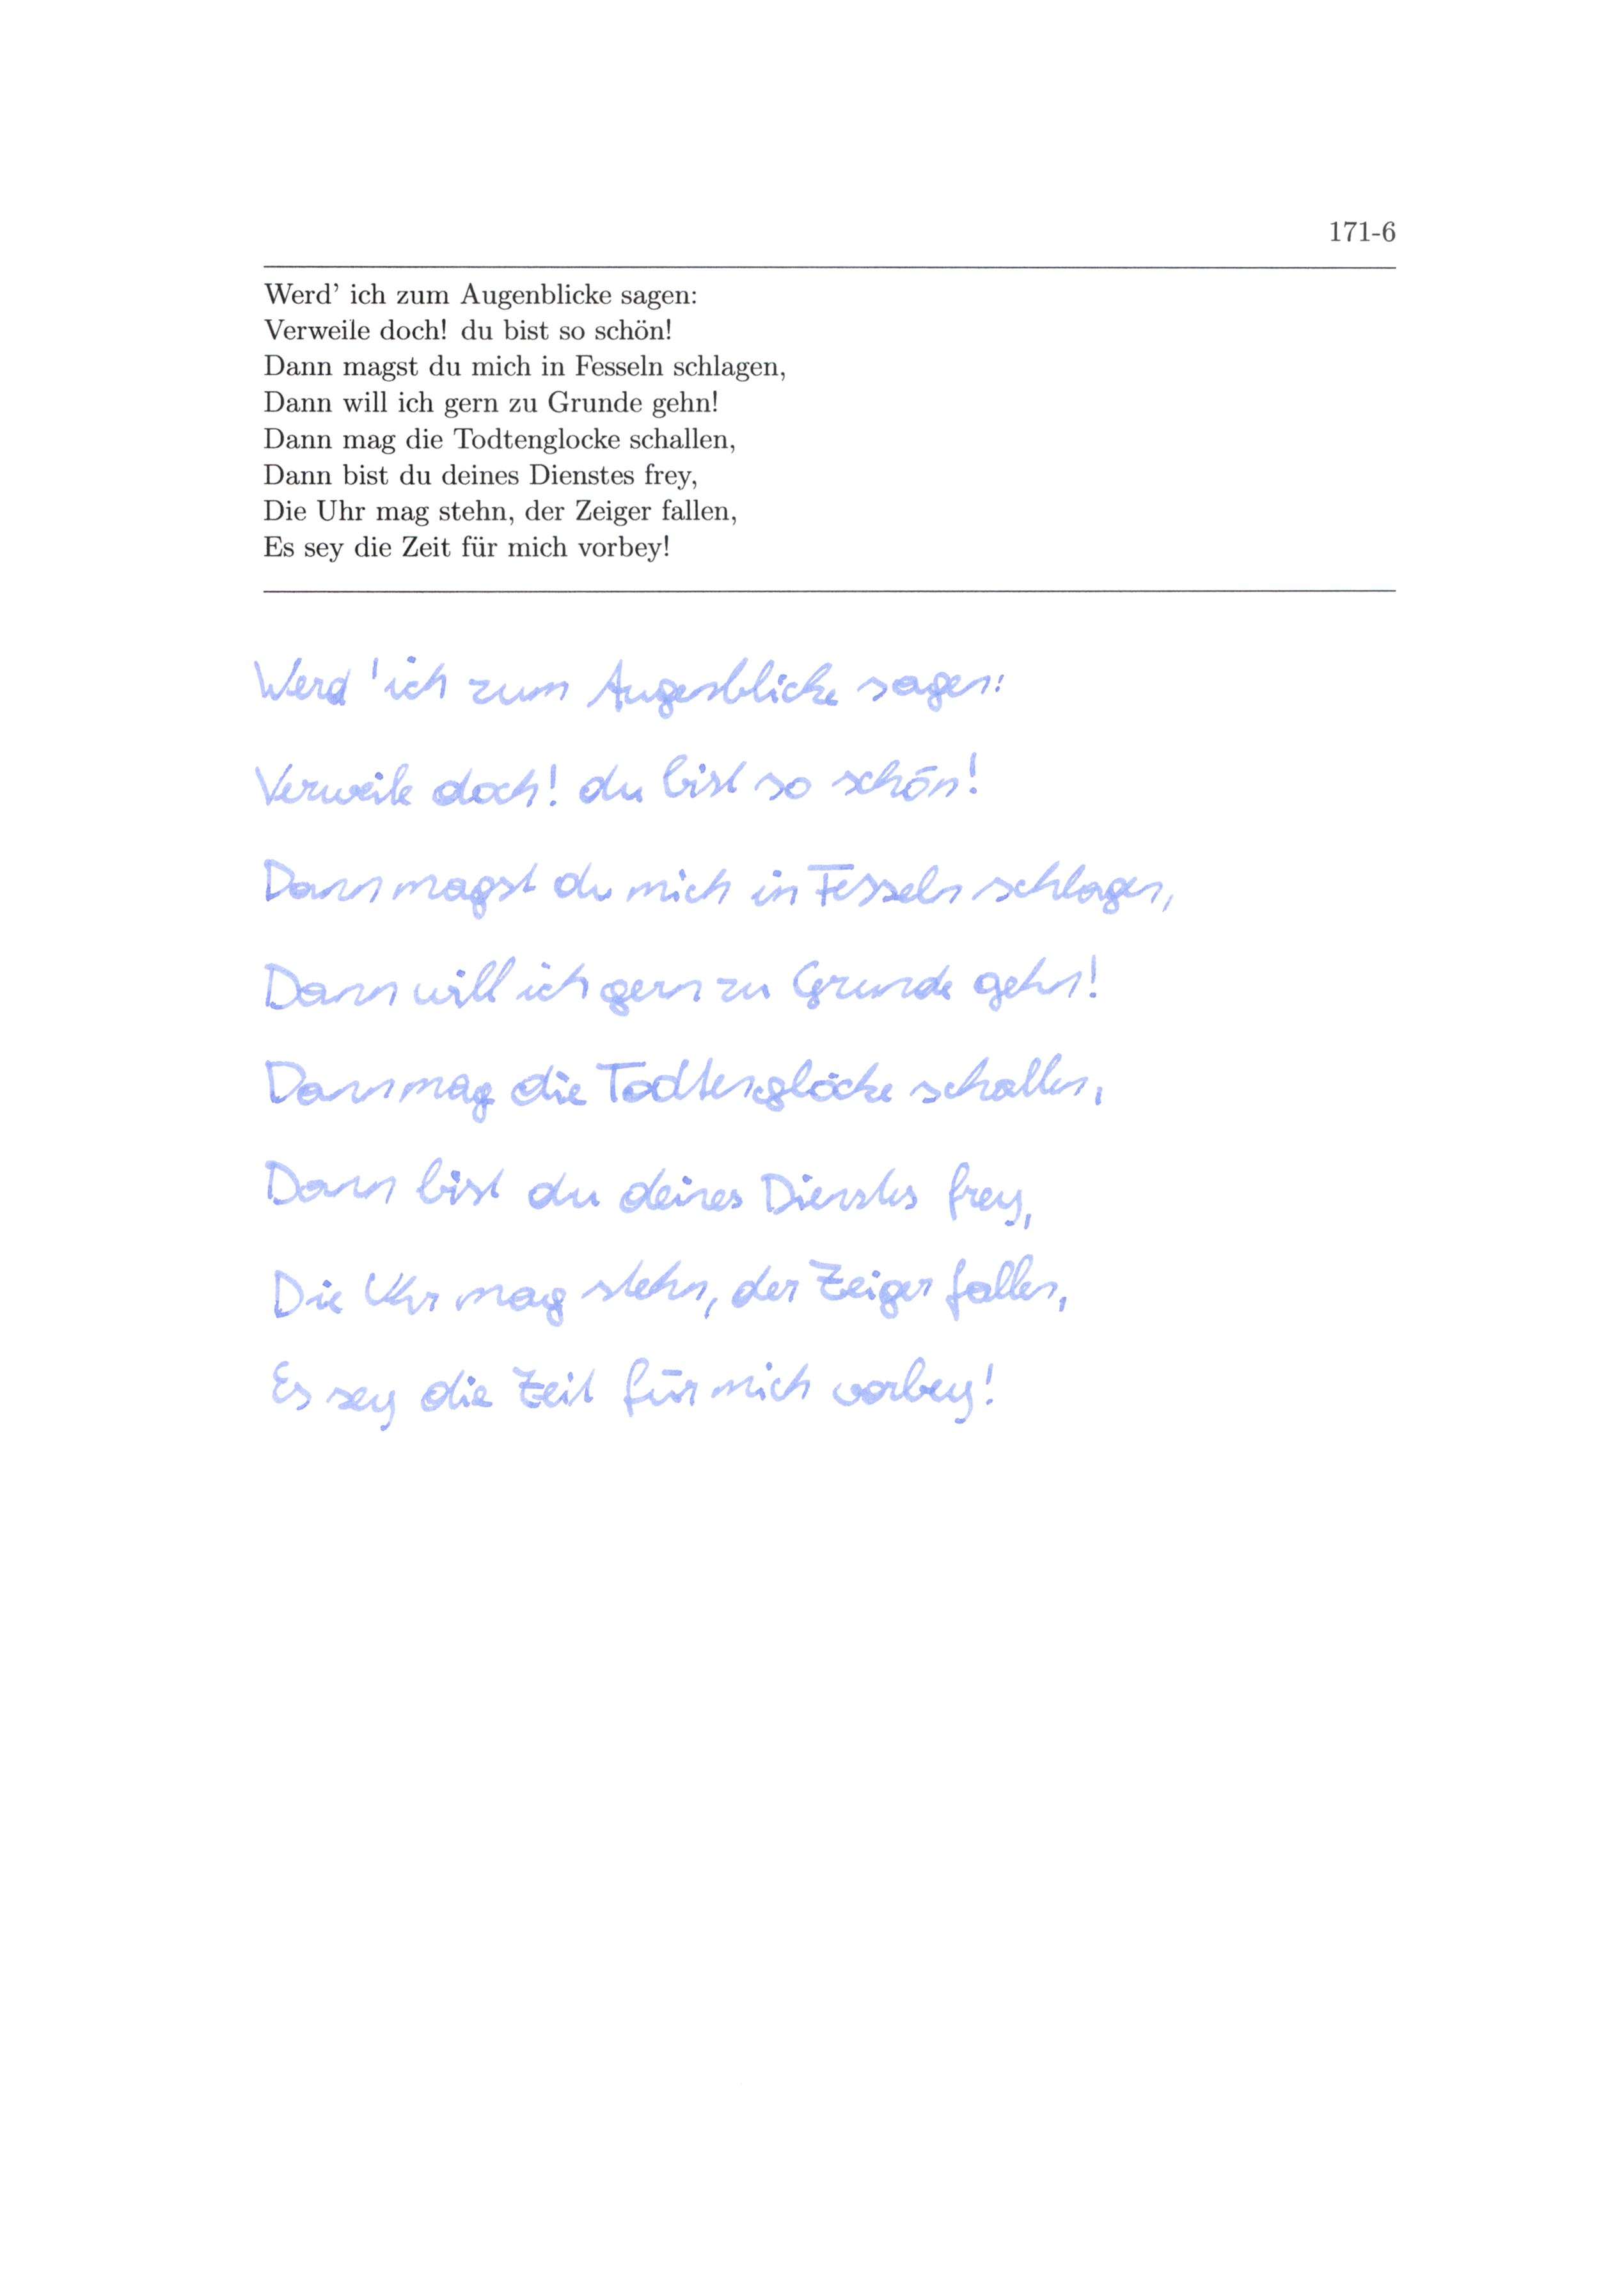 171-6
Werd' ich zum Augenblicke sagen:
Verweile doch! du bist so schön!
Dann magst du mich in Fesseln schlagen,
Dann will ich gern zu Grunde gehn!
Dann mag die Todtenglocke schallen,
Dann bist du deines Dienstes frey,
Die Uhr mag stehn, der Zeiger fallen,
Es sey die Zeit für mich vorbey!
Werd 'ich zum Augenblicke sagen:
Verweile doch! du bist so schön!
Dann magst du mich in Fesseln schlagen,
Dann will ich gern zu Grunde gehn!
Dann mag die Todtenglocke schallen,
Dann bist du deines Dienstes frey,
Die Uhr mag stehn, der Zeiger fallen,
Es sey die Zeit für mich vorbey!